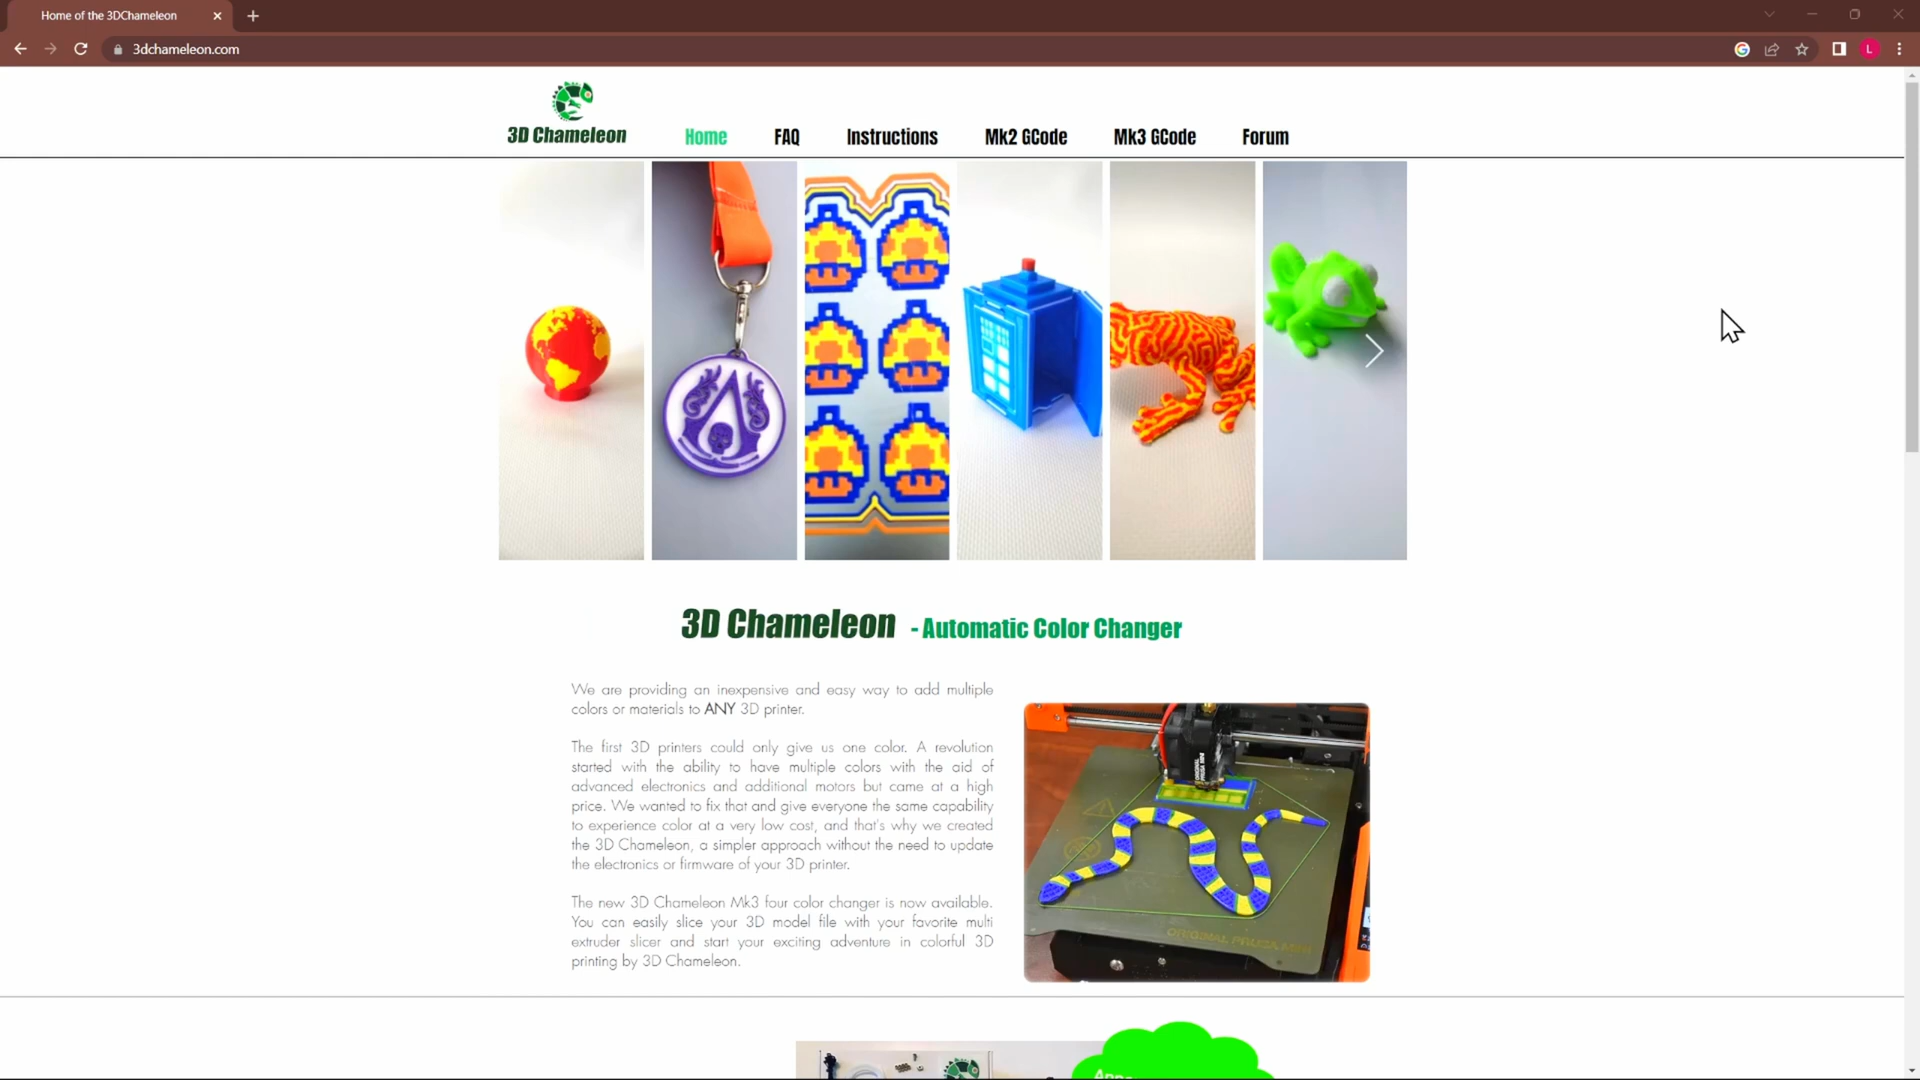 Home of the 3DChameleon
3dchameleon.com
L
3D Chameleon
Home
FAQ
Instructions
Mk2 GCode
Mk3 GCode
Forum
3D Chameleon - Automatic Color Changer
We are providing an inexpensive and easy way to add multiple
colors or materials to ANY 3D printer.
The first 3D printers could only give us one color. A revolution
started with the ability to have multiple colors with the aid of
advanced electronics and additional motors but came at a high
price. We wanted to fix that and give everyone the same capability
to experience color at a very low cost, and that's why we created
the 3D Chameleon, a simpler approach without the need to update
the electronics or firmware of your 3D printer.
The new 3D Chameleon Mk3 four color changer is now available.
You can easily slice your 3D model file with your favorite multi
extruder slicer and start your exciting adventure in colorful 3D
printing by 3D Chameleon.
ORIGINAL PRUSA MINI
ORIGINAL PRUSA MINI